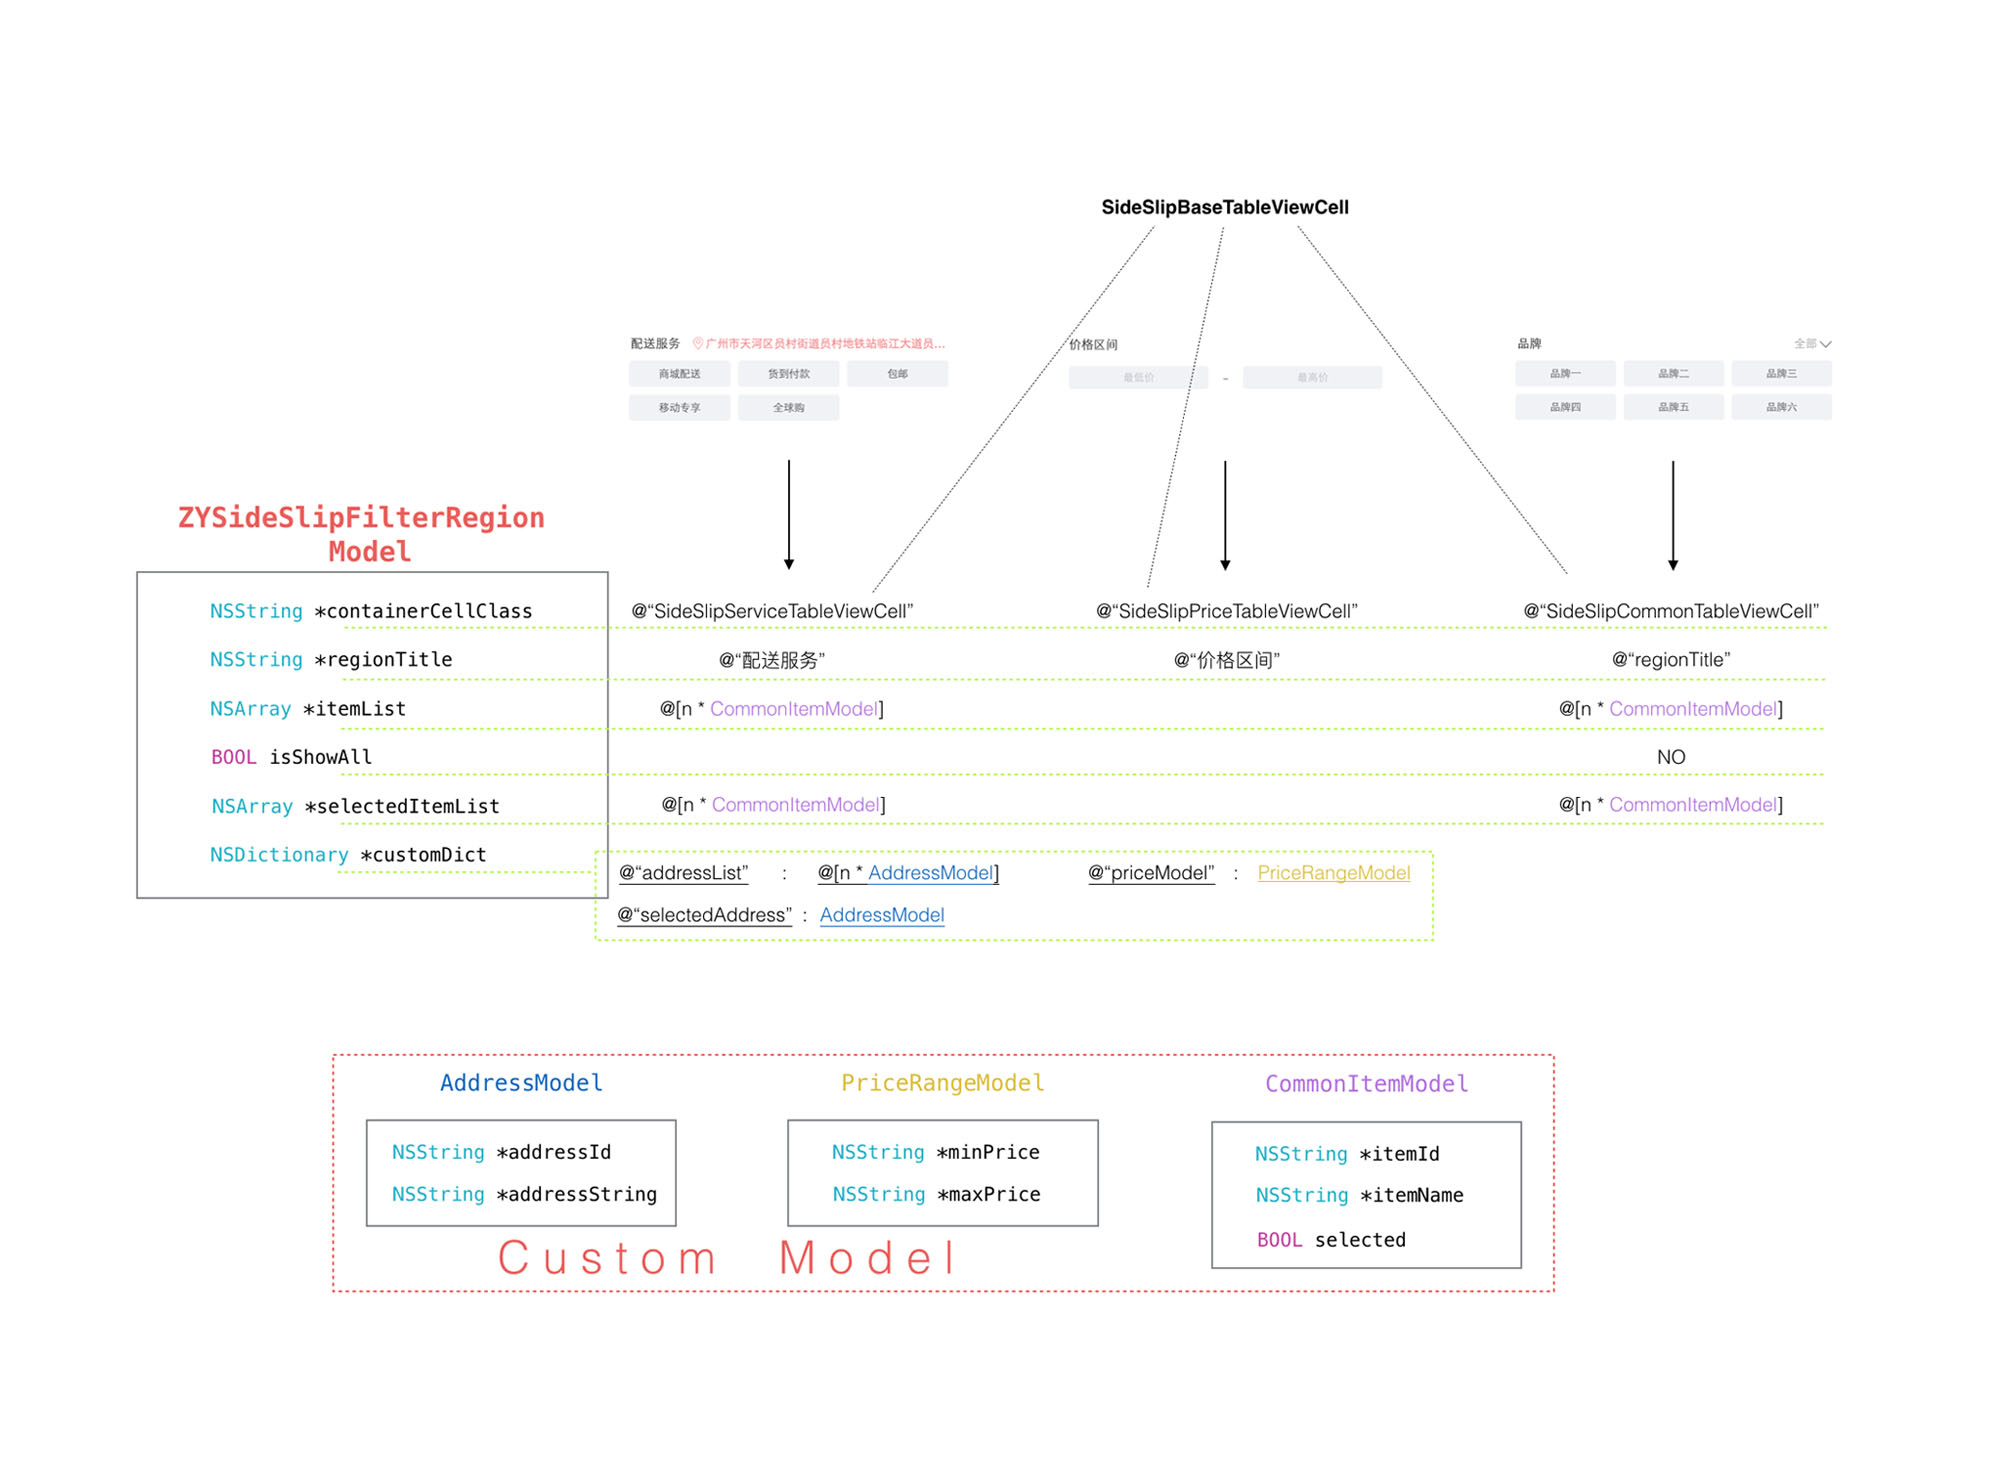 SideSlipBaseTableViewCell
配送服务 广州市天河区员村街道员村地铁站临江大道员...
商城配送 货到付款 包邮
移动专享 全球购
价格区间
最低价 - 最高价
品牌 全部
品牌一 品牌二 品牌三
品牌四 品牌五 品牌六
ZYSideSlipFilterRegion
Model
NSString *containerCellClass @“SideSlipServiceTableViewCell” @“SideSlipPriceTableViewCell” @“SideSlipCommonTableViewCell”
NSString *regionTitle @“配送服务” @“价格区间” @“regionTitle”
NSArray *itemList @[n * CommonItemModel] @[n * CommonItemModel]
BOOL isShowAll NO
NSArray *selectedItemList @[n * CommonItemModel] @[n * CommonItemModel]
NSDictionary *customDict
@“addressList” : @[n * AddressModel] @“priceModel” : PriceRangeModel
@“selectedAddress” : AddressModel
AddressModel
NSString *addressId
NSString *addressString
PriceRangeModel
NSString *minPrice
NSString *maxPrice
CommonItemModel
NSString *itemId
NSString *itemName
BOOL selected
Custom Model